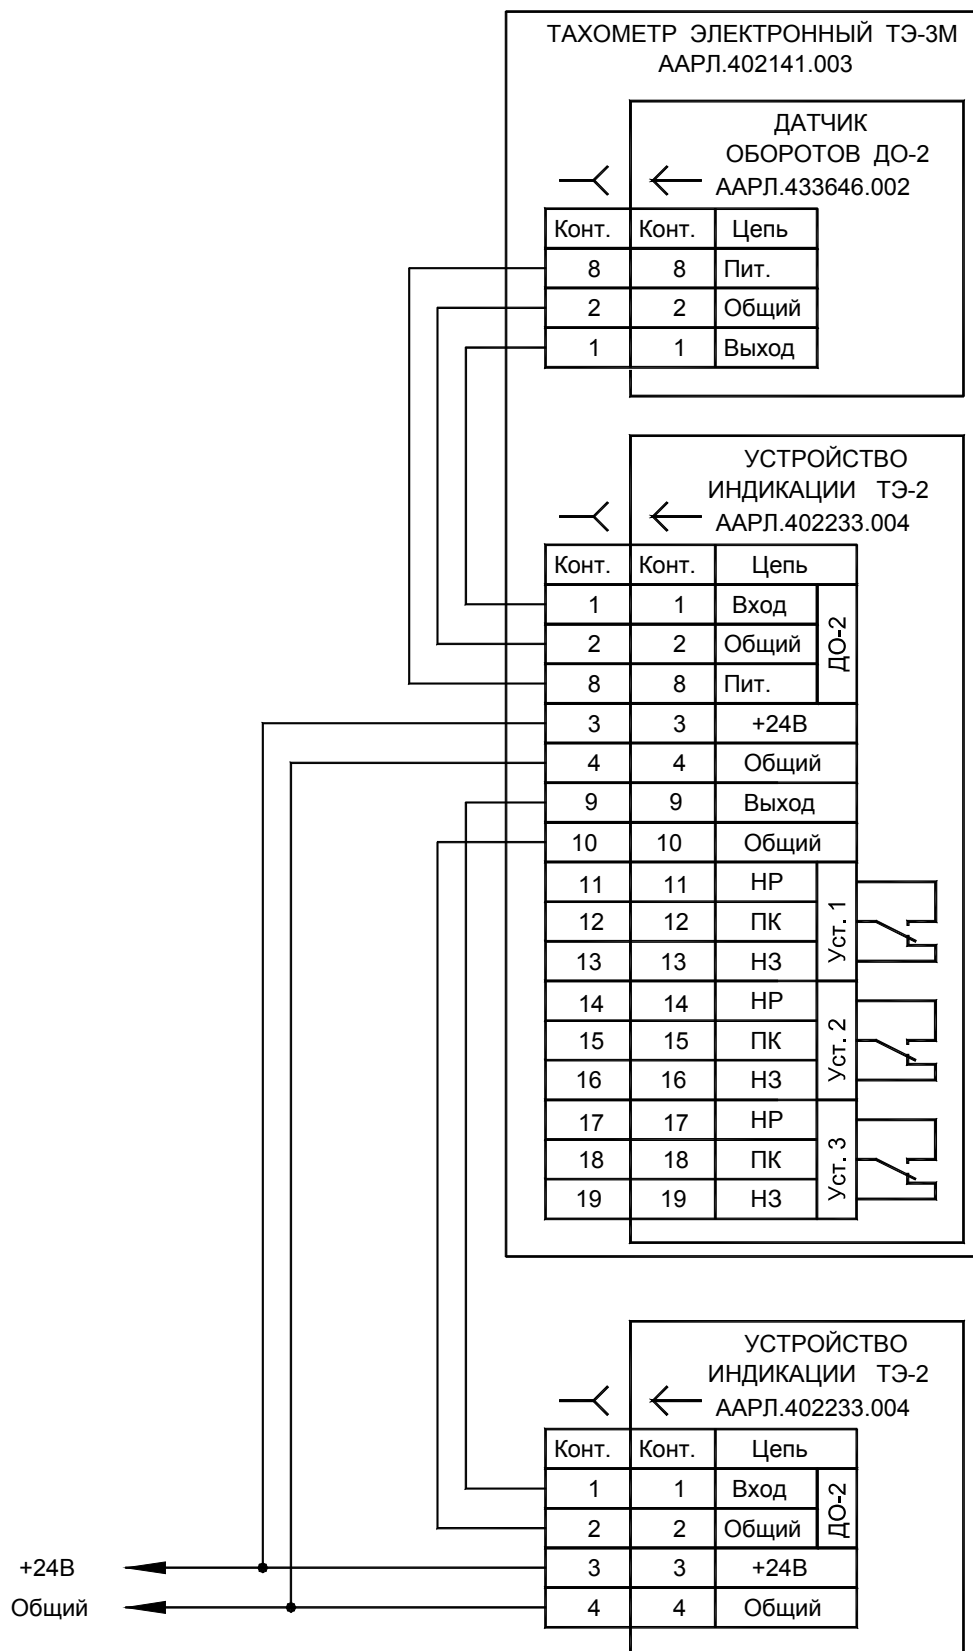 ТАХОМЕТР ЭЛЕКТРОННЫЙ ТЭ-3М
ААРЛ.402141.003
ДАТЧИК
ОБОРОТОВ ДО-2
ААРЛ.433646.002
Конт. Конт. Цепь
8 8 Пит.
2 2 Общий
1 1 Выход
УСТРОЙСТВО
ИНДИКАЦИИ ТЭ-2
ААРЛ.402233.004
Конт. Конт. Цепь
1 1 Вход
2 2 Общий
8 8 Пит.
ДО-2
3 3 +24В
4 4 Общий
9 9 Выход
10 10 Общий
11 11 НР
12 12 ПК
13 13 НЗ
Уст. 1
14 14 НР
15 15 ПК
16 16 НЗ
Уст. 2
17 17 НР
18 18 ПК
19 19 НЗ
Уст. 3
УСТРОЙСТВО
ИНДИКАЦИИ ТЭ-2
ААРЛ.402233.004
Конт. Конт. Цепь
1 1 Вход
2 2 Общий
ДО-2
+24В 3 3 +24В
Общий 4 4 Общий